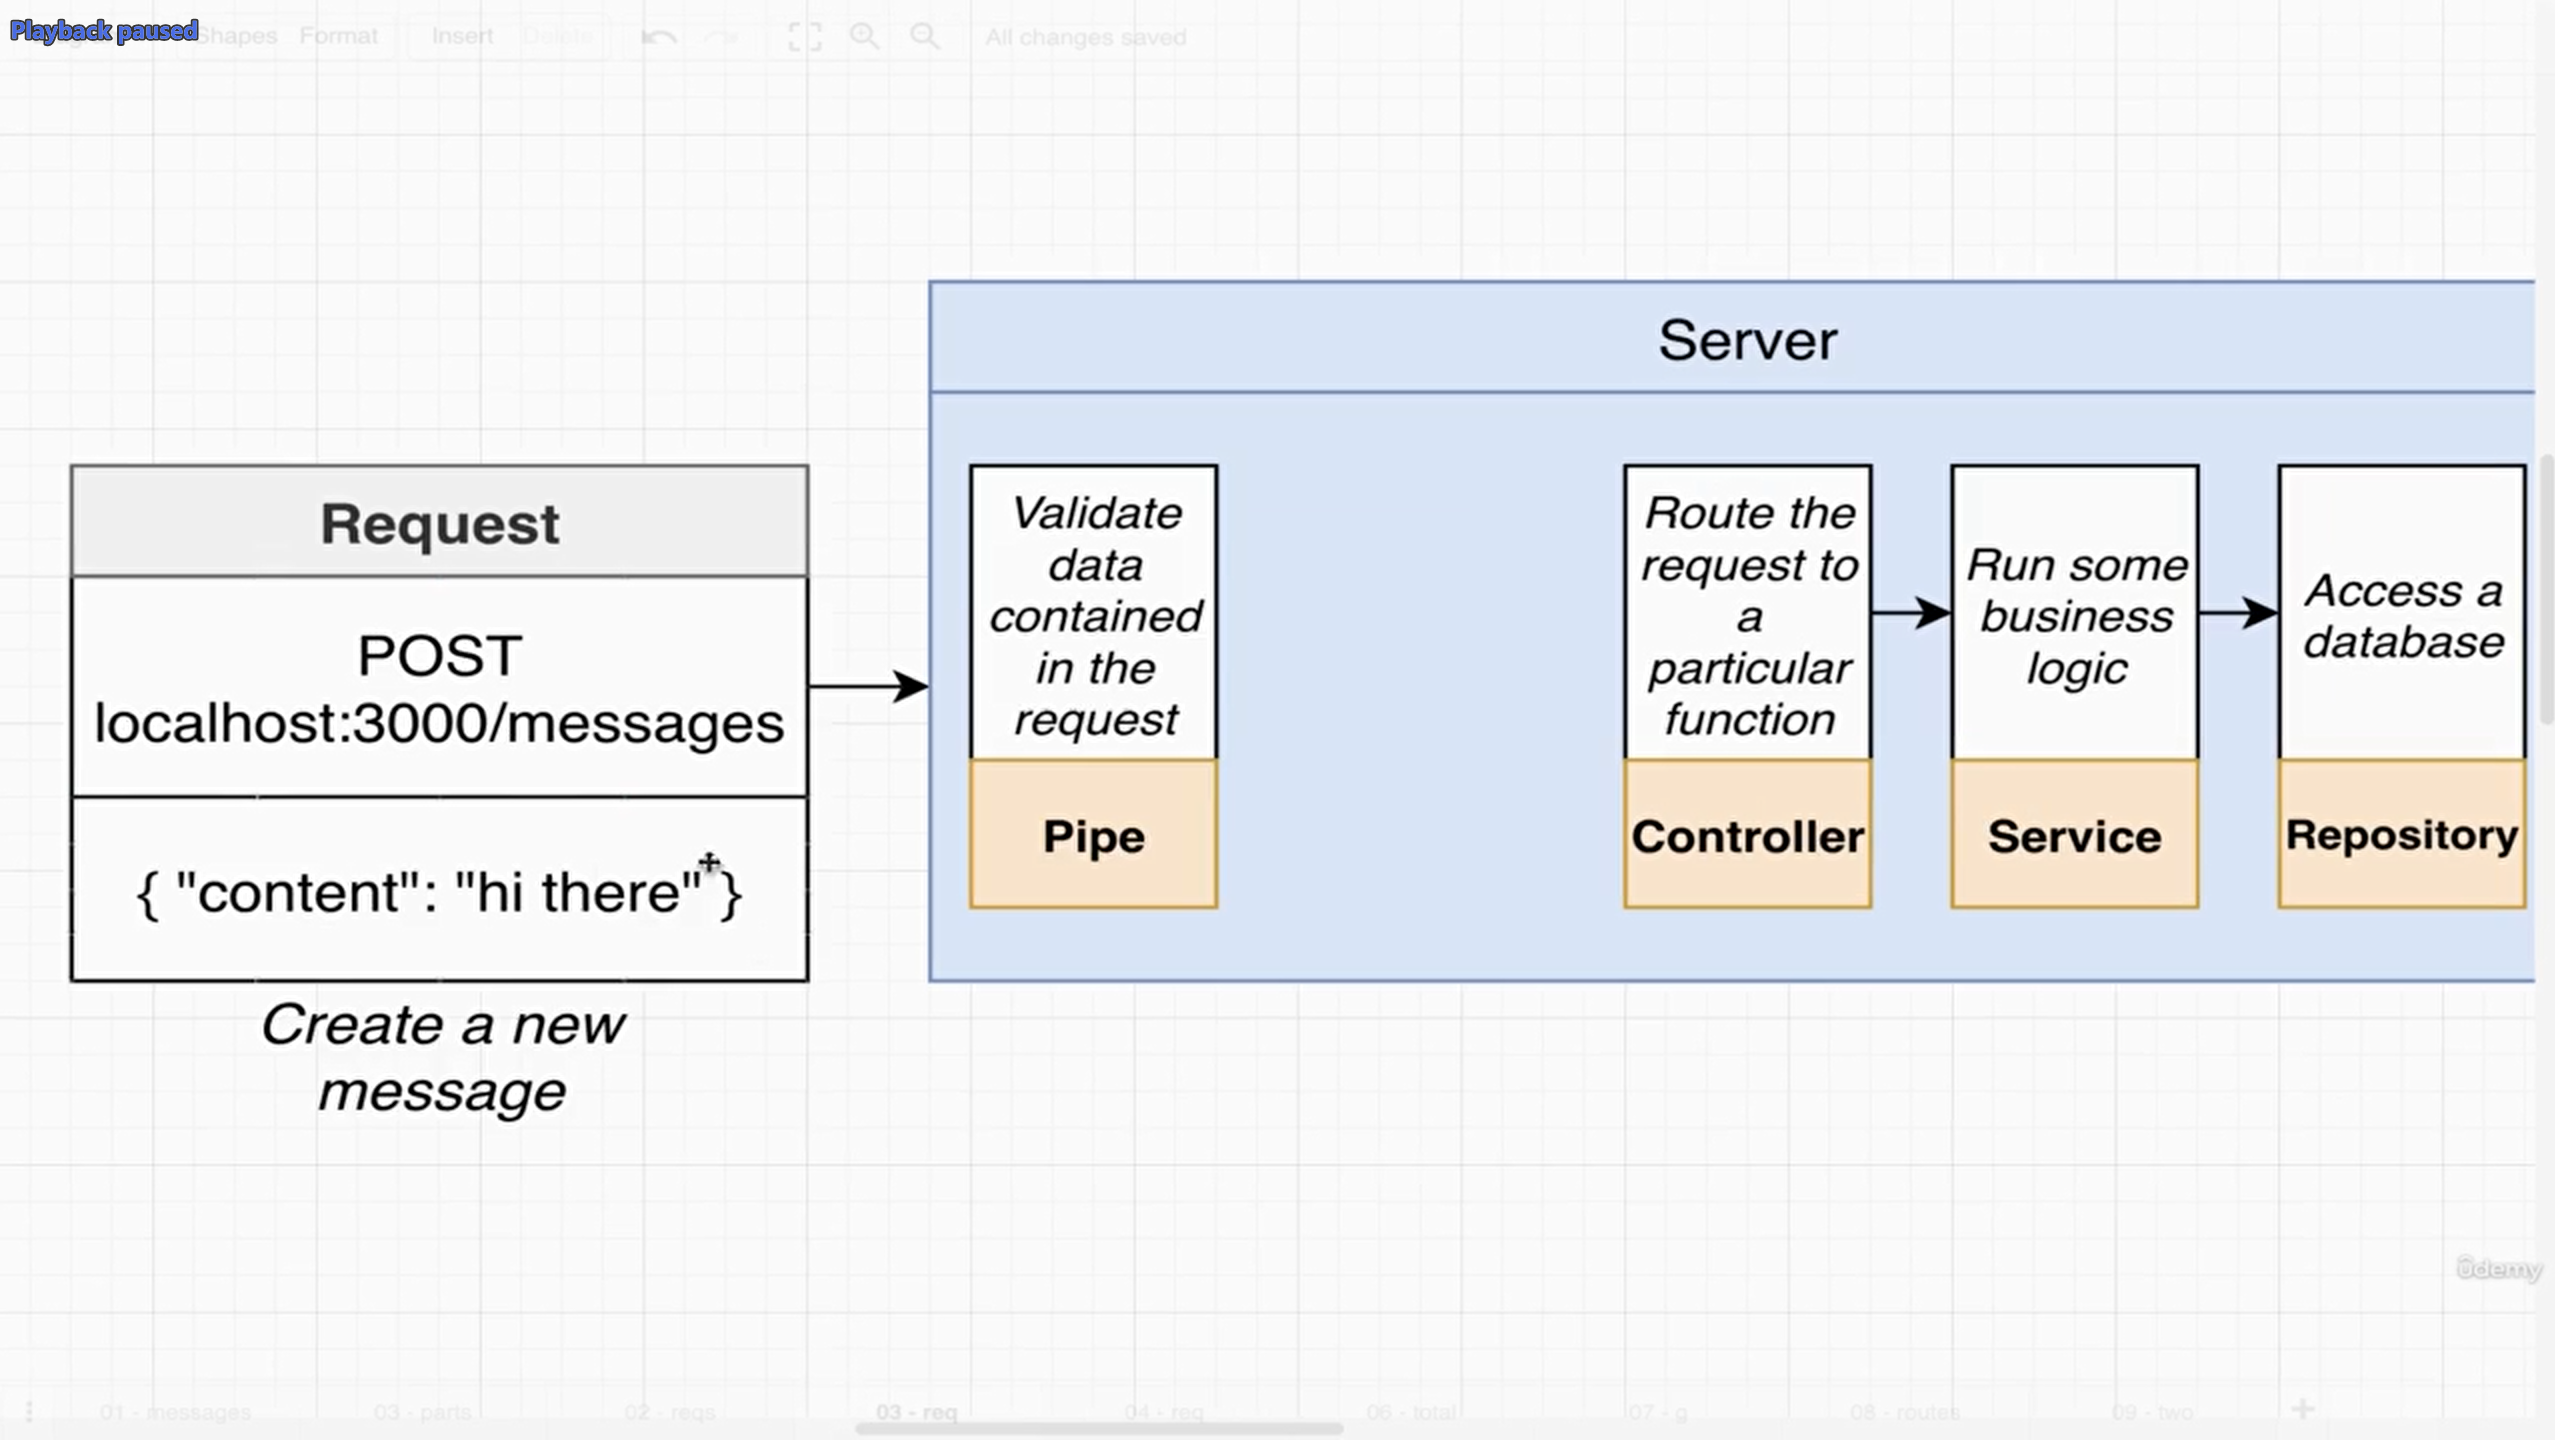 Playback paused
Shapes Format Insert Delete All changes saved
Server
Request
POST
localhost:3000/messages
{ "content": "hi there" }
Create a new
message
Validate
data
contained
in the
request
Pipe
Route the
request to
a
particular
function
Controller
Run some
business
logic
Service
Access a
database
Repository
ûdemy
01 - messages 03 - parts 02 - reqs 03 - req 04 - req 06 - total 07 - g 08 - routes 09 - two